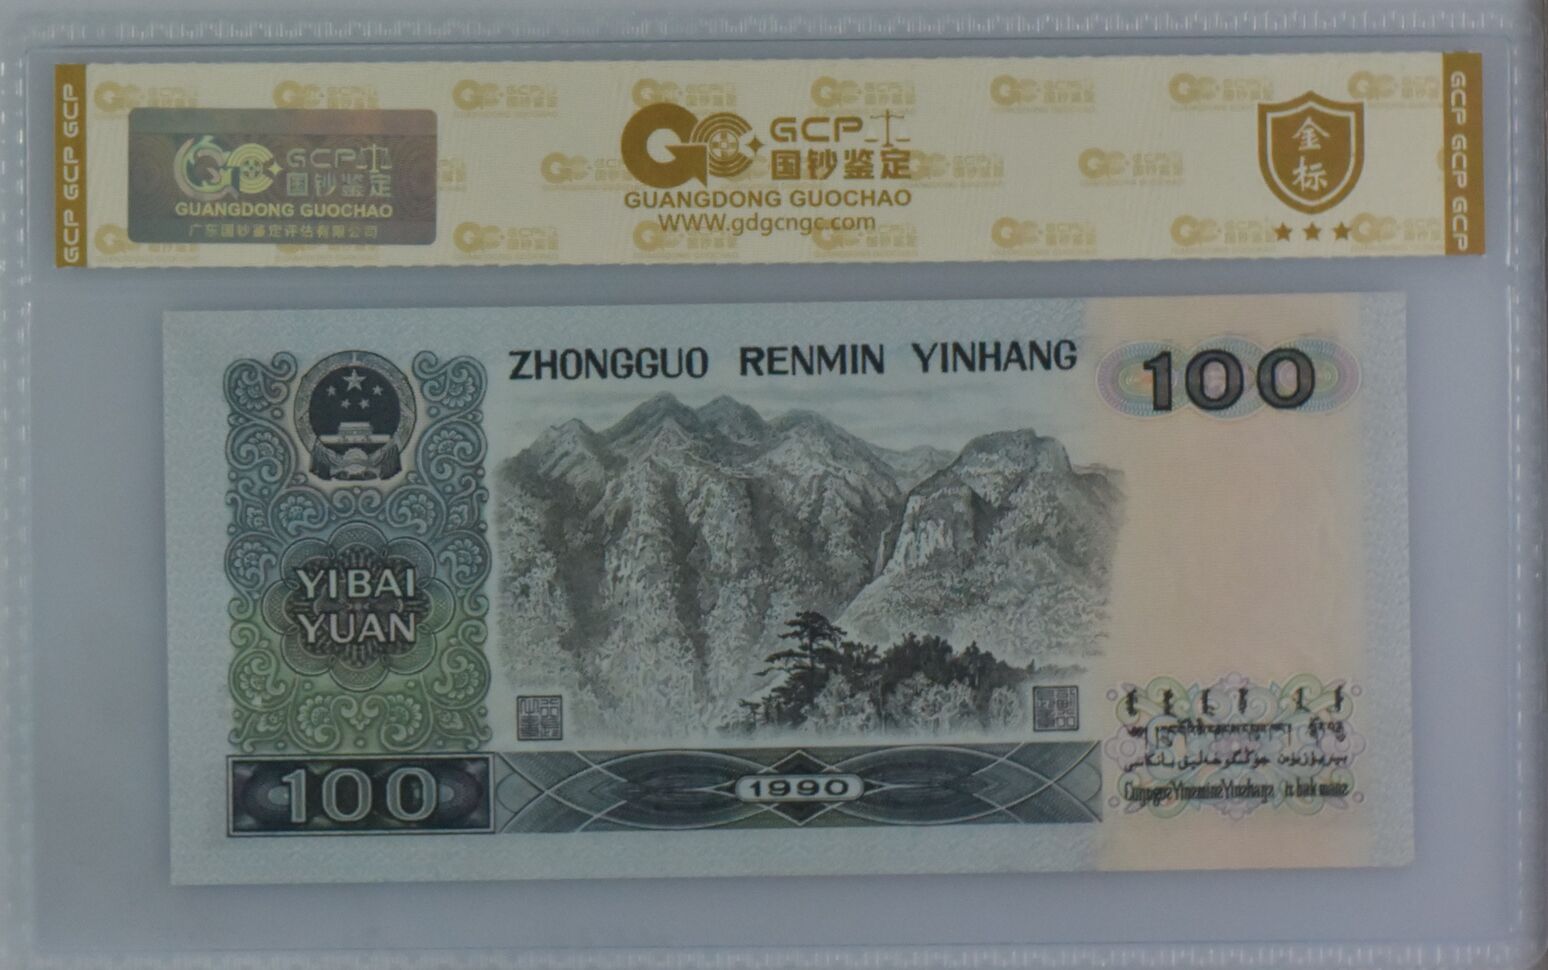 GCP GCP GCP
GCP
国钞鉴定
GUANGDONG GUOCHAO
广东国钞鉴定评估有限公司
GCP
国钞鉴定
GUANGDONG GUOCHAO
WWW.gdgcngc.com
金
标
GCP GCP GCP
ZHONGGUO RENMIN YINHANG
100
YIBAI
YUAN
100
1990